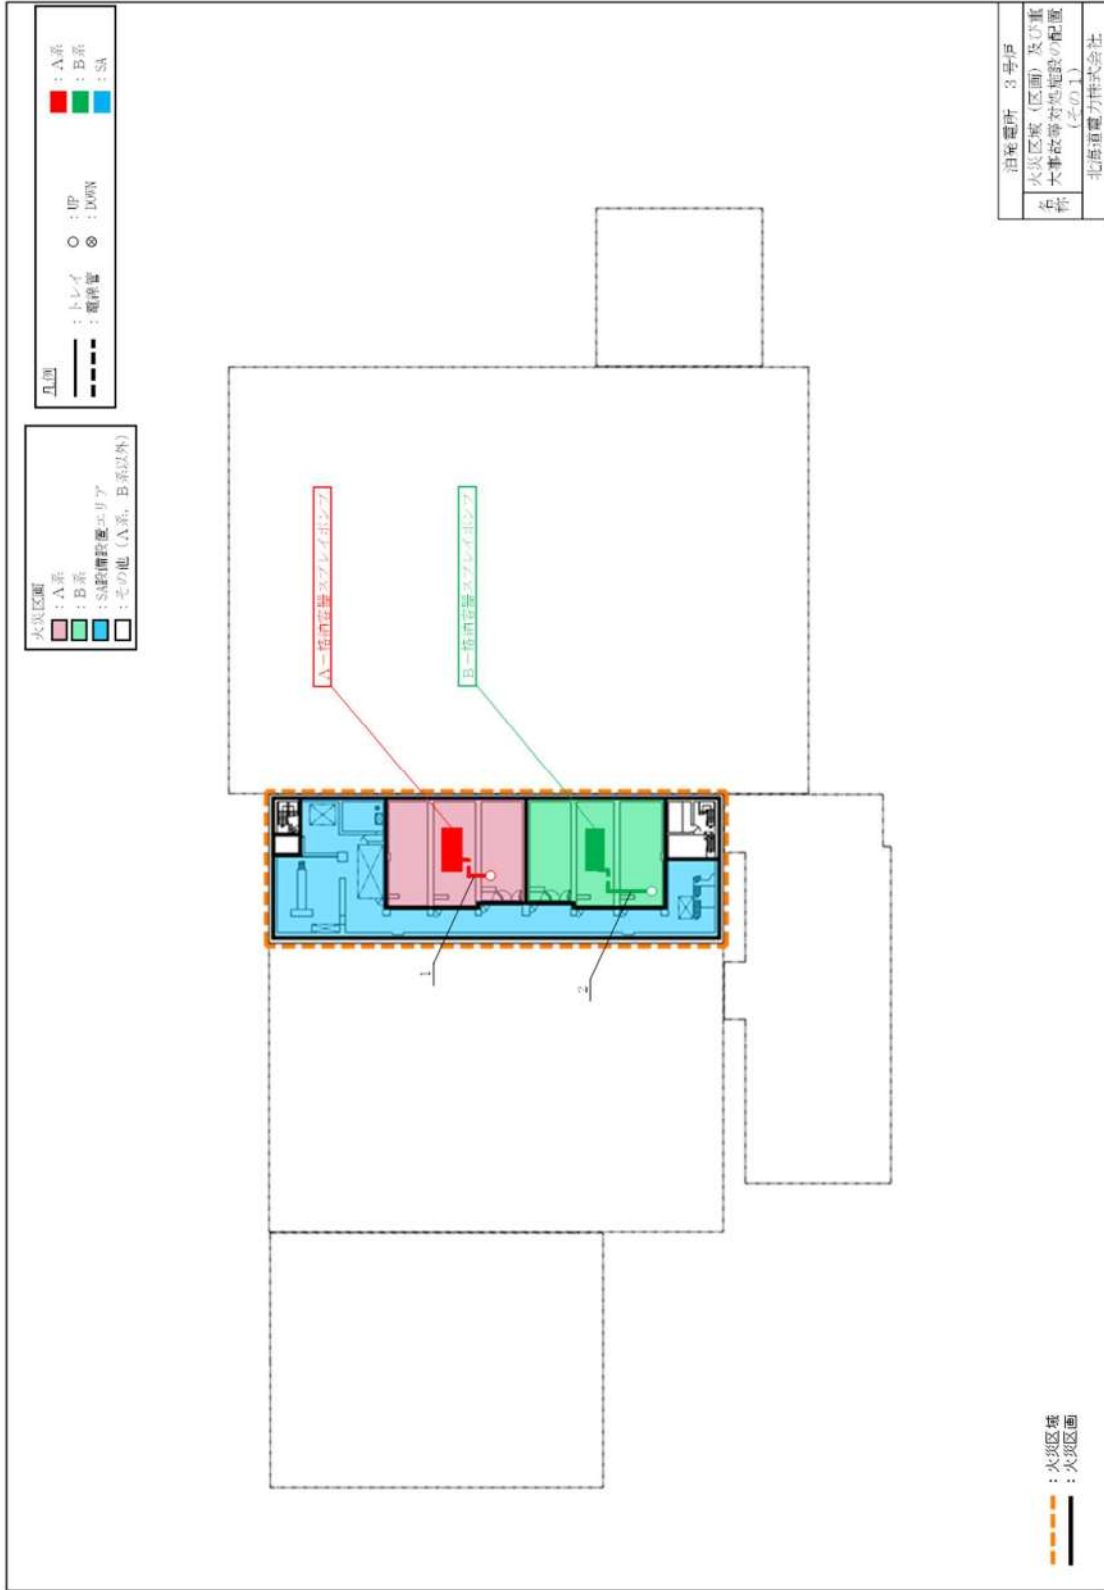 凡例
：トレイ
：電線管
：UP
：DOWN
：A系
：B系
：SA
火災区画
：A系
：B系
：SA設備設置エリア
：その他（A系，B系以外）
A－格納容器スプレイポンプ
B－格納容器スプレイポンプ
1
2
：火災区域
：火災区画
泊発電所 3号炉
名称
火災区域（区画）及び重
大事故等対処施設の配置
（その1）
北海道電力株式会社